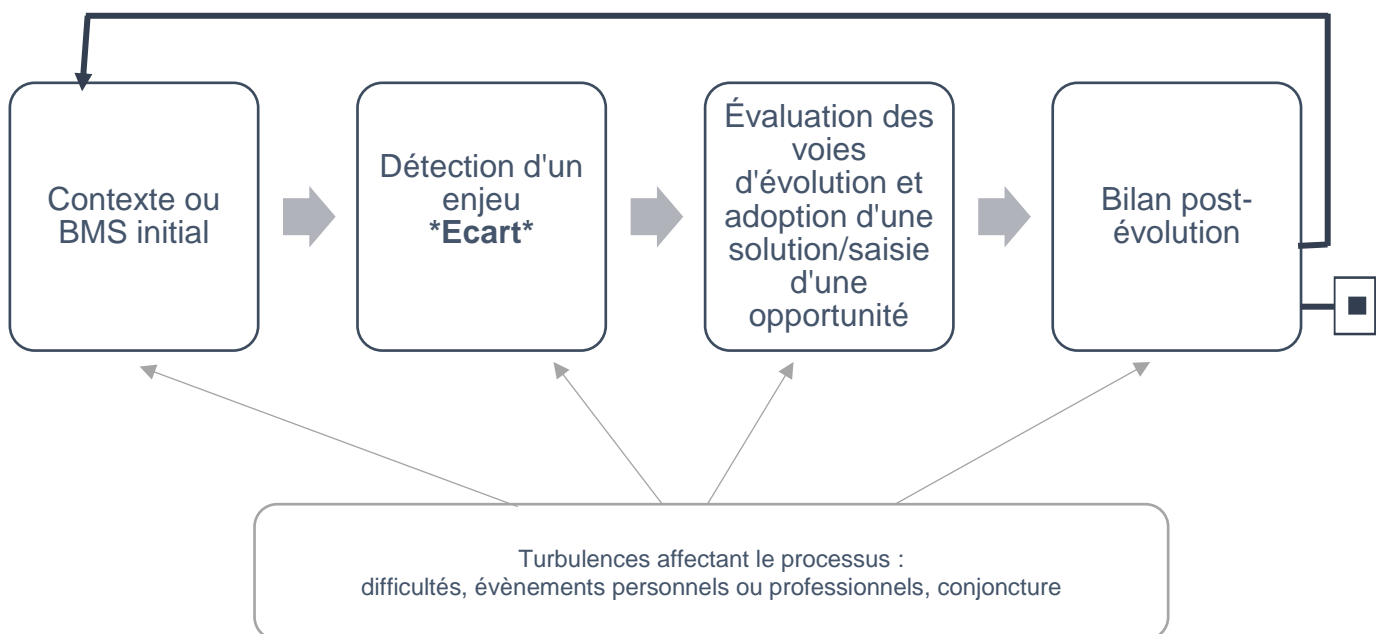 Contexte ou
BMS initial
Détection d'un
enjeu
*Ecart*
Évaluation des
voies
d'évolution et
adoption d'une
solution/saisie
d'une
opportunité
Bilan post-
évolution
Turbulences affectant le processus :
difficultés, évènements personnels ou professionnels, conjoncture